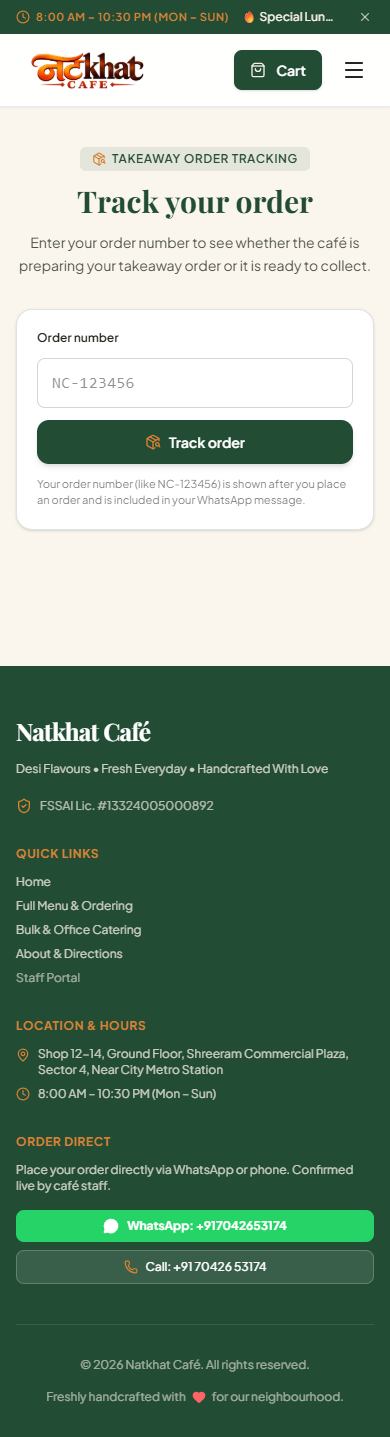 8:00 AM – 10:30 PM (MON – SUN) 🔥 Special Lun...
नटkhat
CAFE
Cart
TAKEAWAY ORDER TRACKING
Track your order
Enter your order number to see whether the café is
preparing your takeaway order or it is ready to collect.
Order number
NC-123456
Track order
Your order number (like NC-123456) is shown after you place
an order and is included in your WhatsApp message.
Natkhat Café
Desi Flavours • Fresh Everyday • Handcrafted With Love
FSSAI Lic. #13324005000892
QUICK LINKS
Home
Full Menu & Ordering
Bulk & Office Catering
About & Directions
Staff Portal
LOCATION & HOURS
Shop 12–14, Ground Floor, Shreeram Commercial Plaza,
Sector 4, Near City Metro Station
8:00 AM – 10:30 PM (Mon – Sun)
ORDER DIRECT
Place your order directly via WhatsApp or phone. Confirmed
live by café staff.
WhatsApp: +917042653174
Call: +91 70426 53174
© 2026 Natkhat Café. All rights reserved.
Freshly handcrafted with ❤ for our neighbourhood.